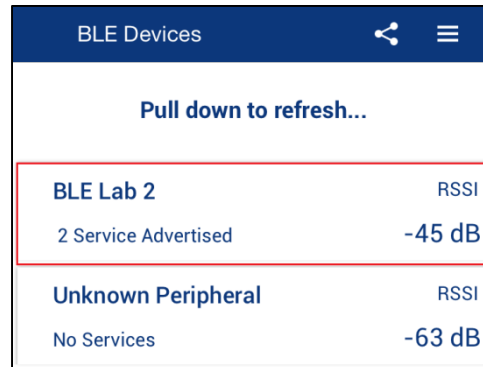 BLE Devices
Pull down to refresh...
BLE Lab 2 RSSI
2 Service Advertised -45 dB
Unknown Peripheral RSSI
No Services -63 dB